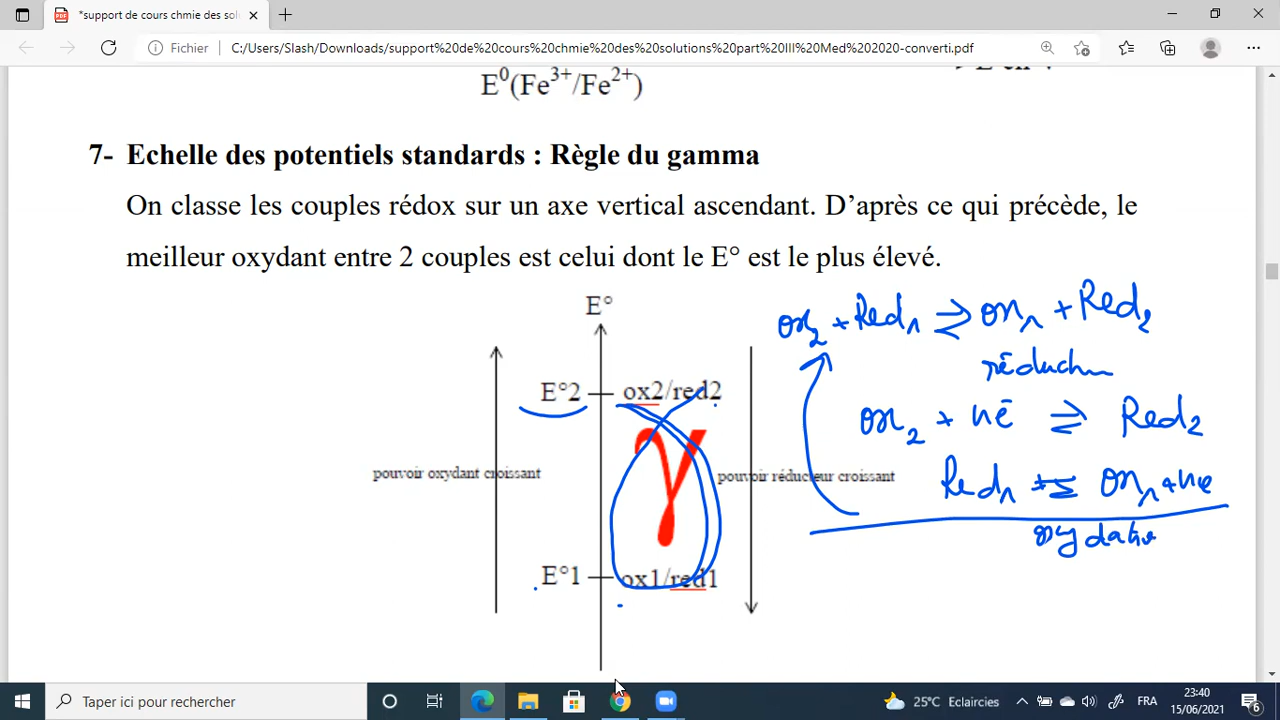 *support de cours chmie des sol
Fichier
C:/Users/Slash/Downloads/support%20de%20cours%20chmie%20des%20solutions%20part%20III%20Med%202020-converti.pdf
E⁰(Fe³⁺/Fe²⁺)
7- Echelle des potentiels standards : Règle du gamma
On classe les couples rédox sur un axe vertical ascendant. D’après ce qui précède, le
meilleur oxydant entre 2 couples est celui dont le E° est le plus élevé.
E°
ox₂ + Red₁ ⇌ ox₁ + Red₂
réduction
E°2 ox2/red2
ox₂ + nē ⇌ Red₂
γ
pouvoir oxydant croissant
pouvoir réducteur croissant
Red₁ ⇌ ox₁ + nē
oxydation
E°1 ox1/red1
Taper ici pour rechercher
25°C Eclaircies
FRA
23:40
15/06/2021
6